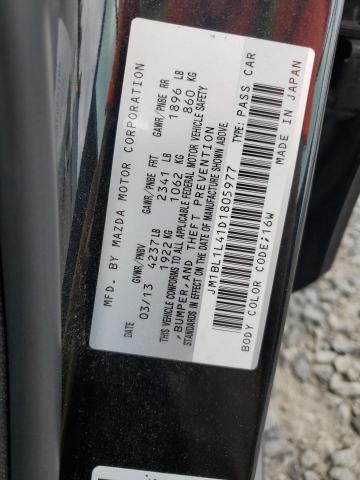 MFD. BY MAZDA MOTOR CORPORATION
DATE GVWR/PNBV GAWR/PNBE FRT GAWR/PNBE RR
03/13 4237 LB 2341 LB 1896 LB
1922 KG 1062 KG 860 KG
THIS VEHICLE CONFORMS TO ALL APPLICABLE FEDERAL MOTOR VEHICLE SAFETY
, BUMPER, AND THEFT PREVENTION
STANDARDS IN EFFECT ON THE DATE OF MANUFACTURE SHOWN ABOVE.
JM1BL1L41D1805977 TYPE: PASS CAR
BODY COLOR CODE:16W MADE IN JAPAN